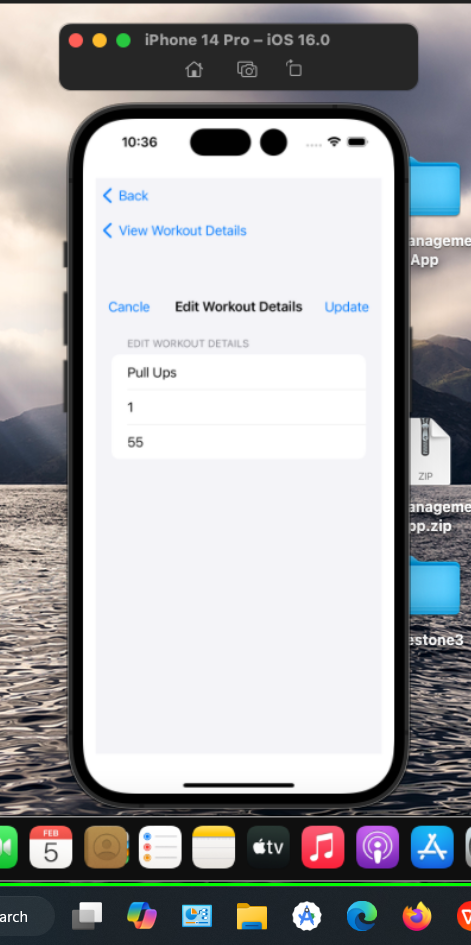 iPhone 14 Pro – iOS 16.0
10:36
Back
View Workout Details
Cancle
Edit Workout Details
Update
EDIT WORKOUT DETAILS
Pull Ups
1
55
anageme
App
ZIP
anageme
pp.zip
estone3
FEB
5
tv
arch